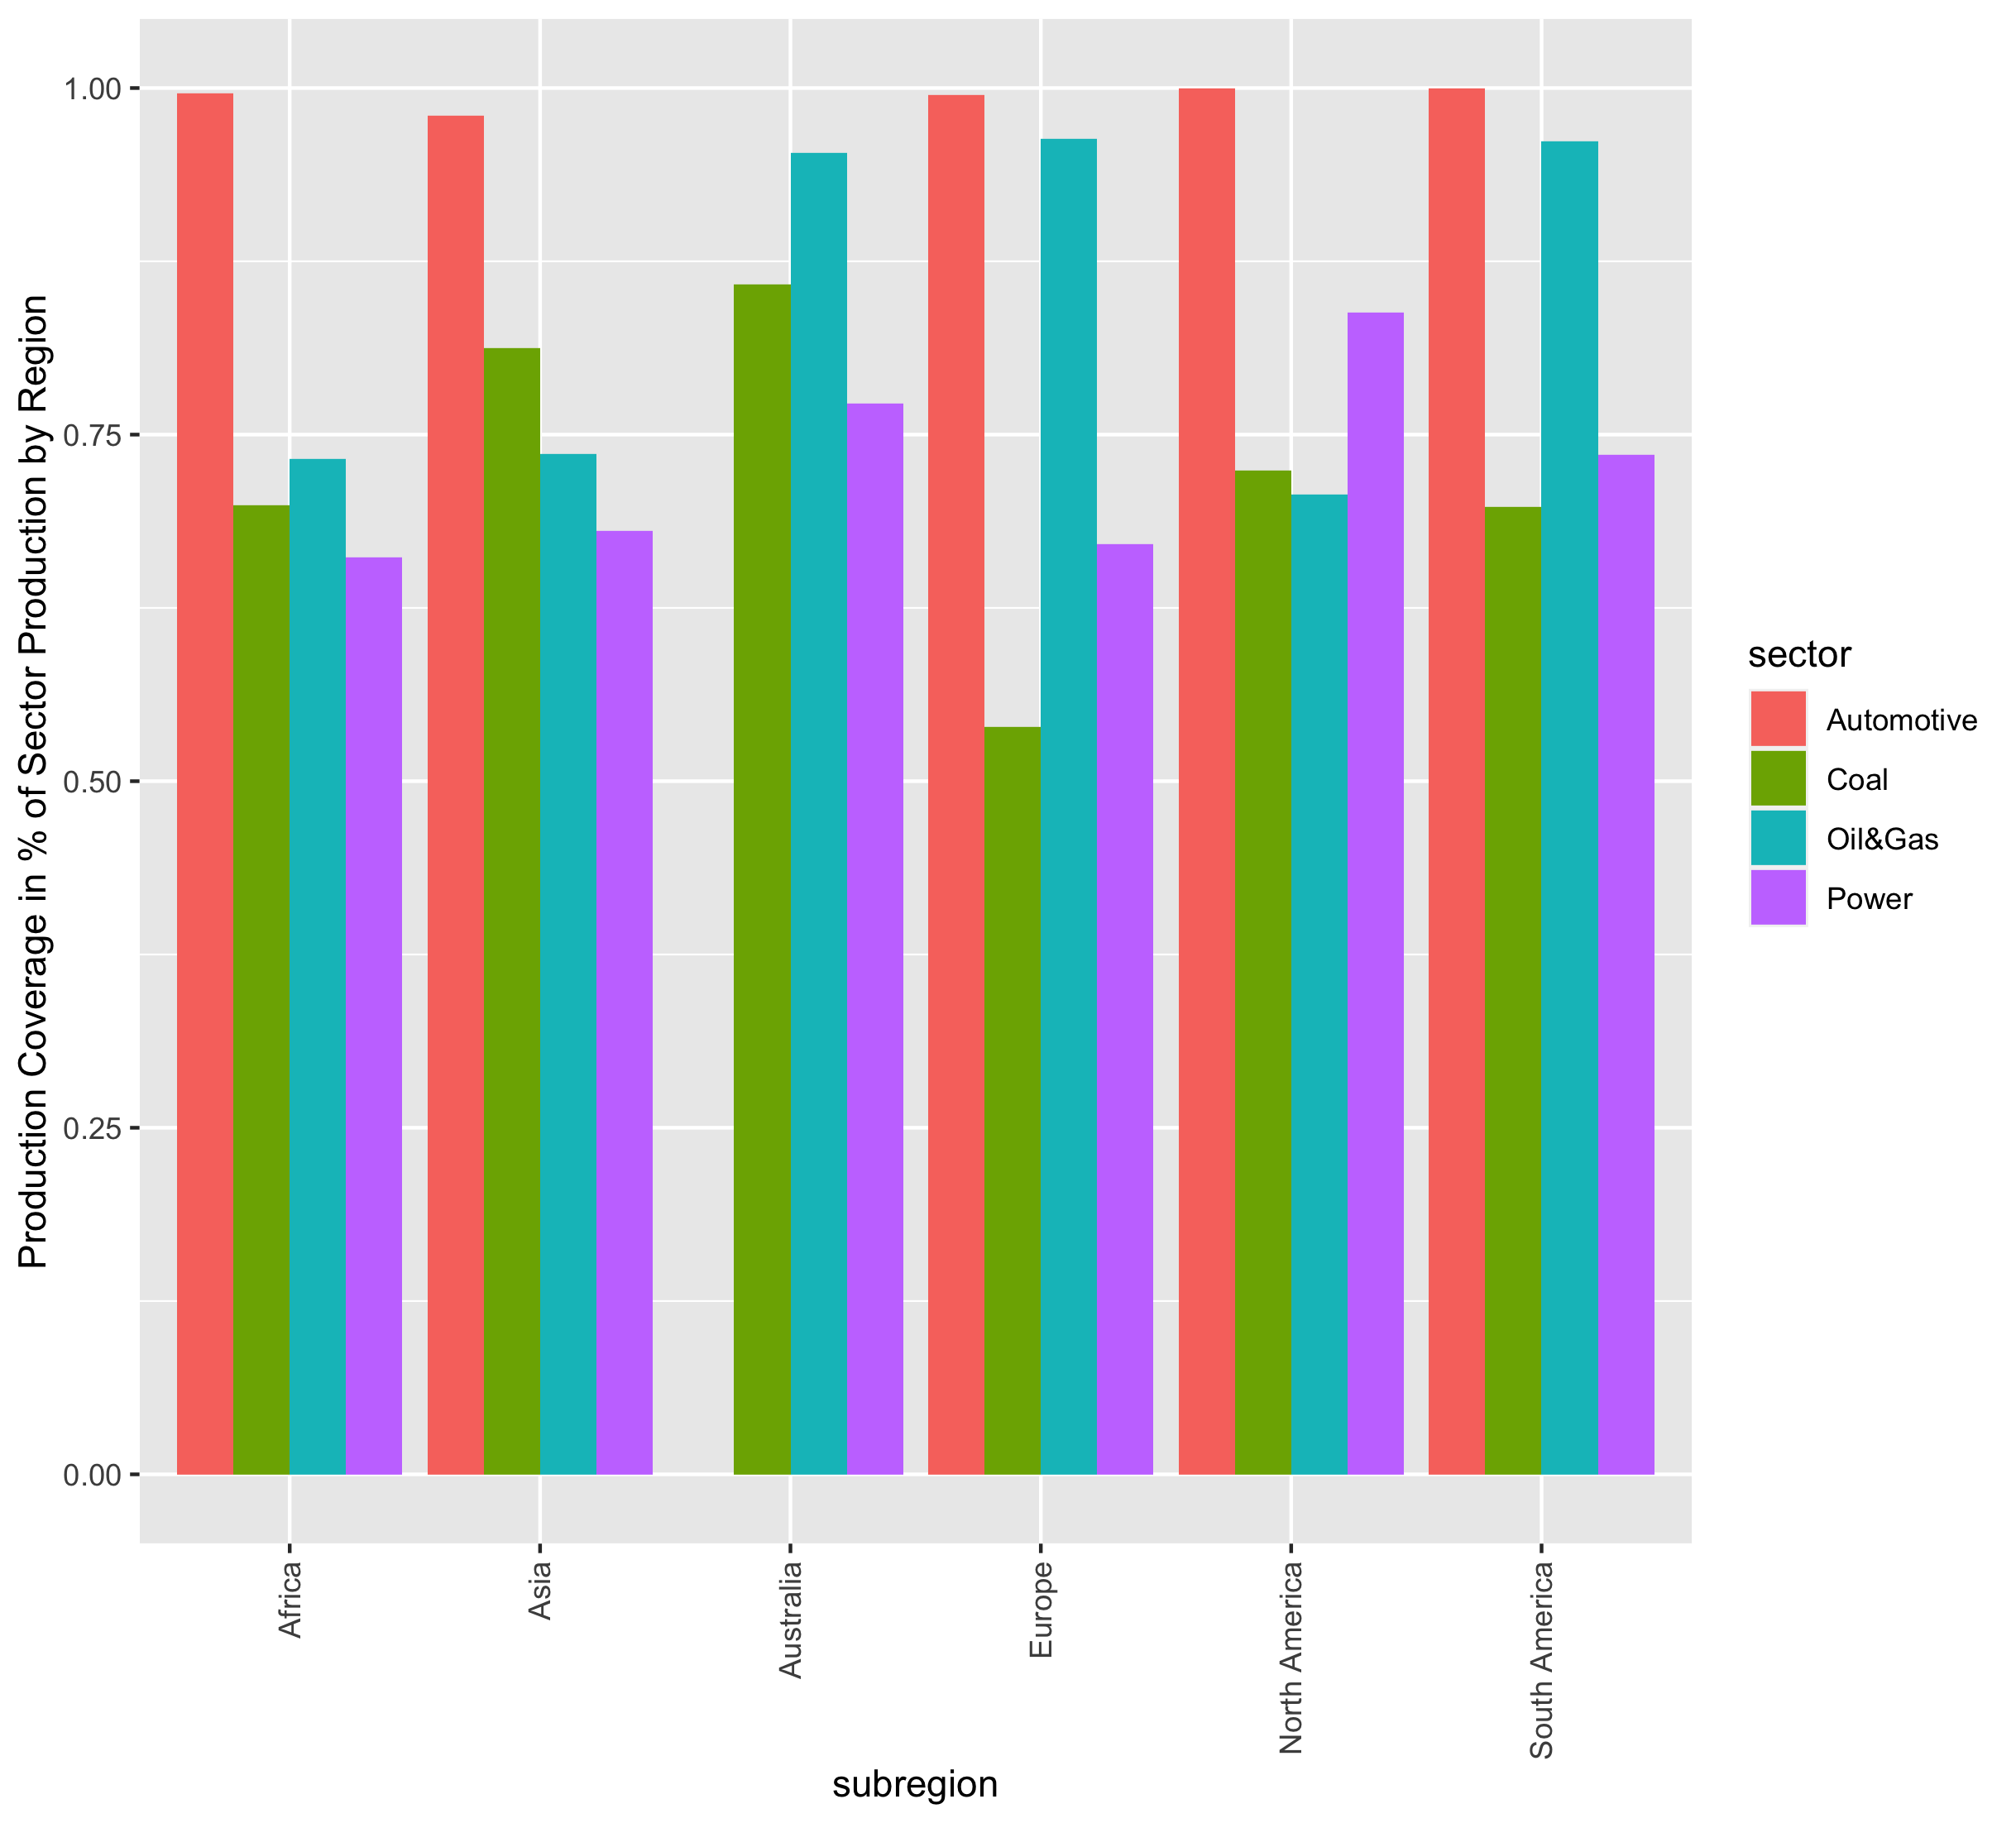 Production Coverage in % of Sector Production by Region
1.00
0.75
0.50
0.25
0.00
Africa
Asia
Australia
Europe
North America
South America
subregion
sector
Automotive
Coal
Oil&Gas
Power